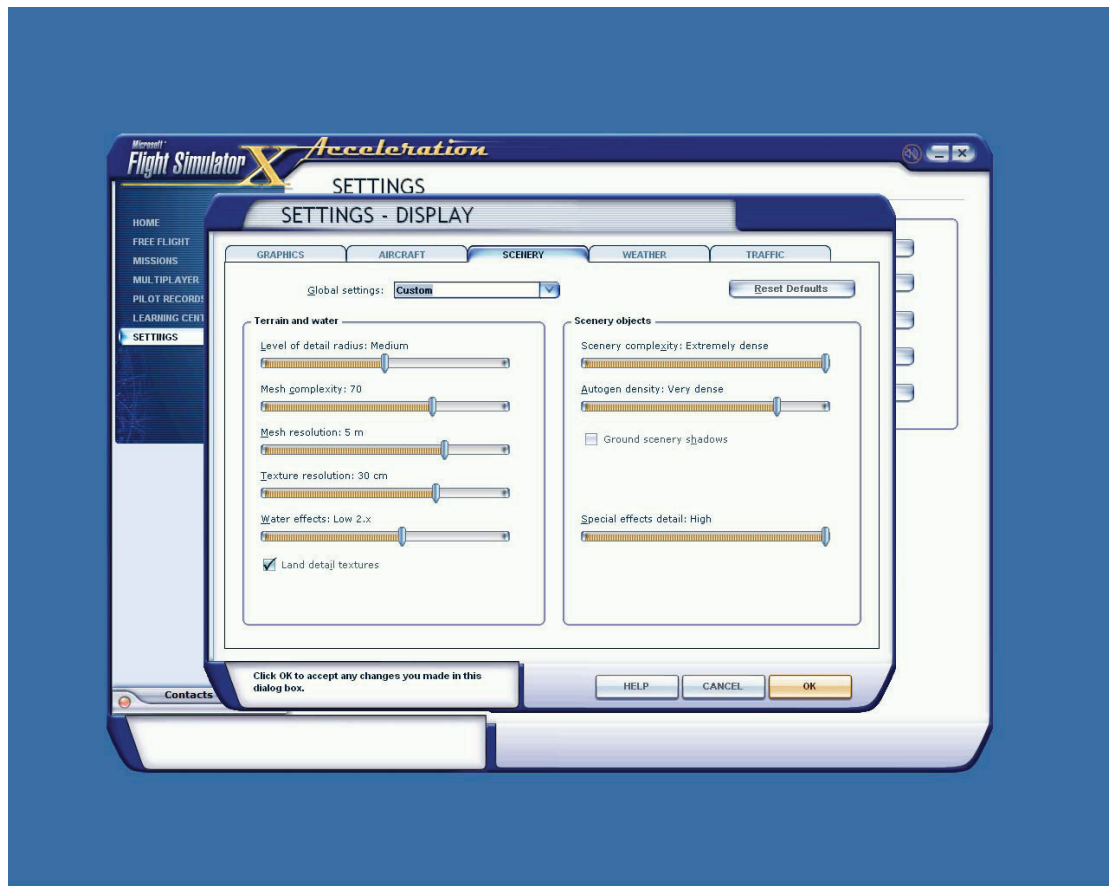 Microsoft
Flight Simulator X Acceleration
SETTINGS
SETTINGS - DISPLAY
HOME
FREE FLIGHT
MISSIONS
MULTIPLAYER
PILOT RECORDS
LEARNING CENT
SETTINGS
GRAPHICS AIRCRAFT SCENERY WEATHER TRAFFIC
Global settings: Custom
Reset Defaults
Terrain and water
Level of detail radius: Medium
Mesh complexity: 70
Mesh resolution: 5 m
Texture resolution: 30 cm
Water effects: Low 2.x
Land detail textures
Scenery objects
Scenery complexity: Extremely dense
Autogen density: Very dense
Ground scenery shadows
Special effects detail: High
Click OK to accept any changes you made in this
dialog box.
HELP CANCEL OK
Contacts